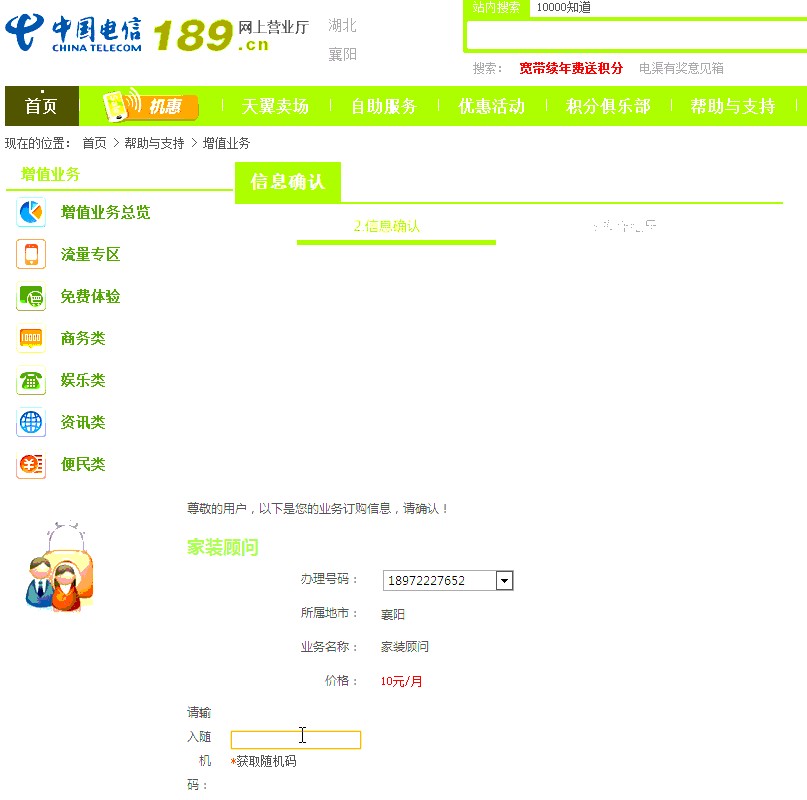 站内搜索 10000知道
中国电信
CHINA TELECOM
189
.cn
网上营业厅
湖北
襄阳
搜索： 宽带续年费送积分 电渠有奖意见箱
首页 机惠 天翼卖场 自助服务 优惠活动 积分俱乐部 帮助与支持
现在的位置： 首页 > 帮助与支持 > 增值业务
增值业务
信息确认
增值业务总览
2.信息确认
流量专区
免费体验
商务类
娱乐类
资讯类
便民类
尊敬的用户，以下是您的业务订购信息，请确认！
家装顾问
办理号码： 18972227652
所属地市： 襄阳
业务名称： 家装顾问
价格： 10元/月
请输
入随
机
码：
*获取随机码